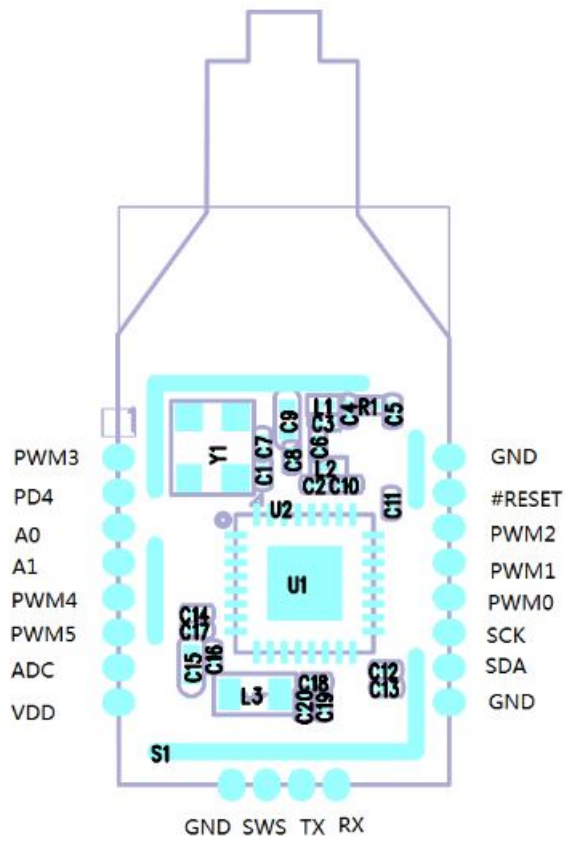 L1
C4
R1
C5
C9
C3
Y1
C7
C6
PWM3
GND
C8
L2
C1
C2
C10
PD4
#RESET
C11
U2
A0
PWM2
A1
PWM1
U1
PWM4
PWM0
C14
C17
PWM5
SCK
C15
C16
ADC
SDA
C12
C18
C13
L3
C20
C19
VDD
GND
S1
GND SWS TX RX